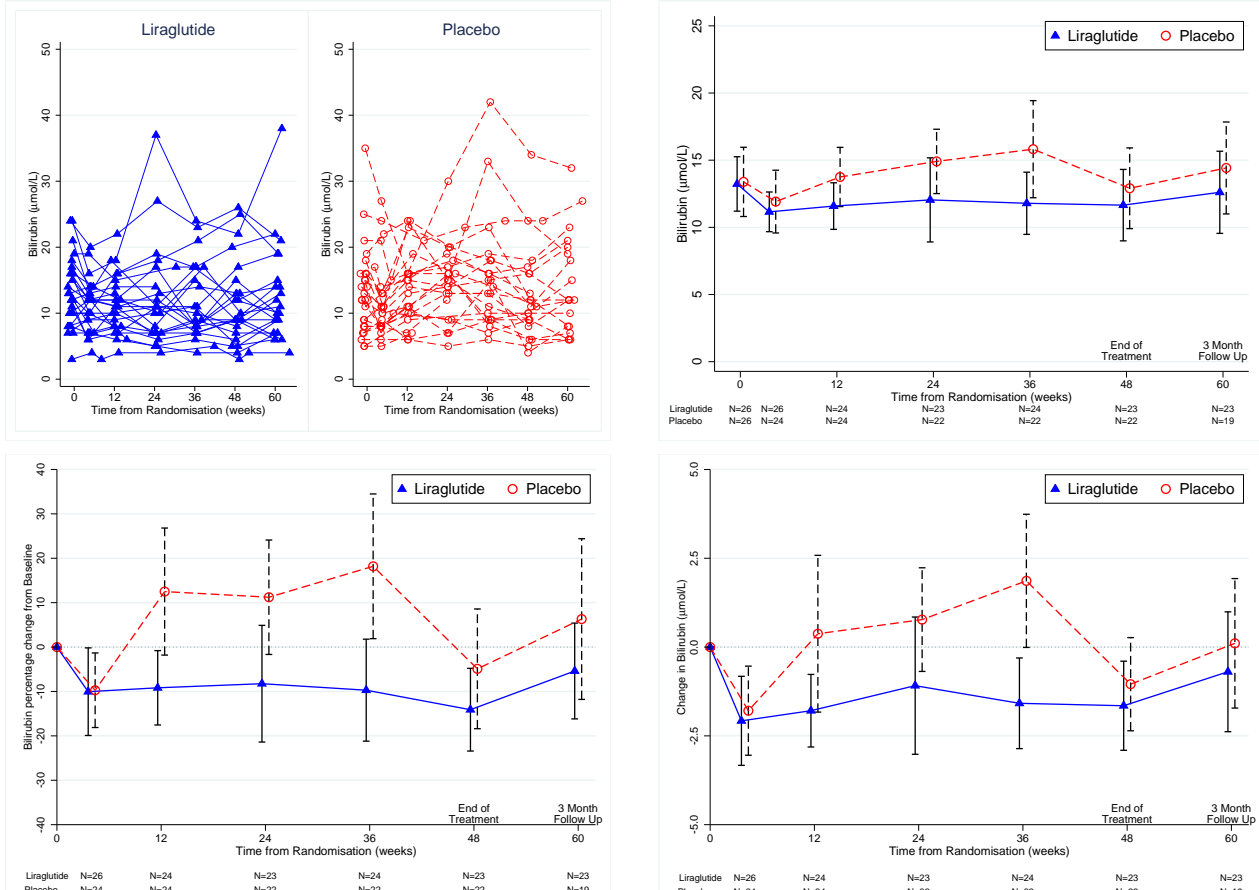 Liraglutide
Placebo
Bilirubin (µmol/L)
50
40
30
20
10
0
0 12 24 36 48 60
Bilirubin (µmol/L)
50
40
30
20
10
0
0 12 24 36 48 60
Time from Randomisation (weeks)
Time from Randomisation (weeks)
Liraglutide Placebo
Bilirubin (µmol/L)
25
20
15
10
5
0
End of
Treatment
3 Month
Follow Up
0 12 24 36 48 60
Time from Randomisation (weeks)
Liraglutide N=26 N=26 N=24 N=23 N=24 N=23 N=23
Placebo N=26 N=24 N=24 N=22 N=22 N=22 N=19
Liraglutide Placebo
Bilirubin percentage change from Baseline
40
30
20
10
0
-10
-20
-30
-40
End of
Treatment
3 Month
Follow Up
0 12 24 36 48 60
Time from Randomisation (weeks)
Liraglutide N=26 N=24 N=23 N=24 N=23 N=23
Liraglutide Placebo
Change in Bilirubin (µmol/L)
5.0
2.5
0.0
-2.5
-5.0
End of
Treatment
3 Month
Follow Up
0 12 24 36 48 60
Time from Randomisation (weeks)
Liraglutide N=26 N=24 N=23 N=24 N=23 N=23